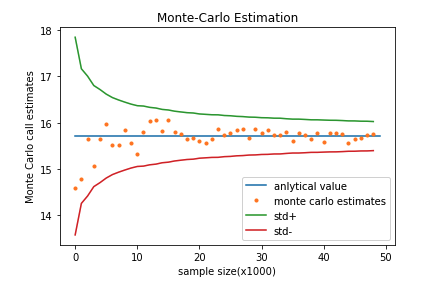 Monte-Carlo Estimation
Monte Carlo call estimates
18
17
16
15
14
0
10
20
30
40
50
sample size(x1000)
anlytical value
monte carlo estimates
std+
std-